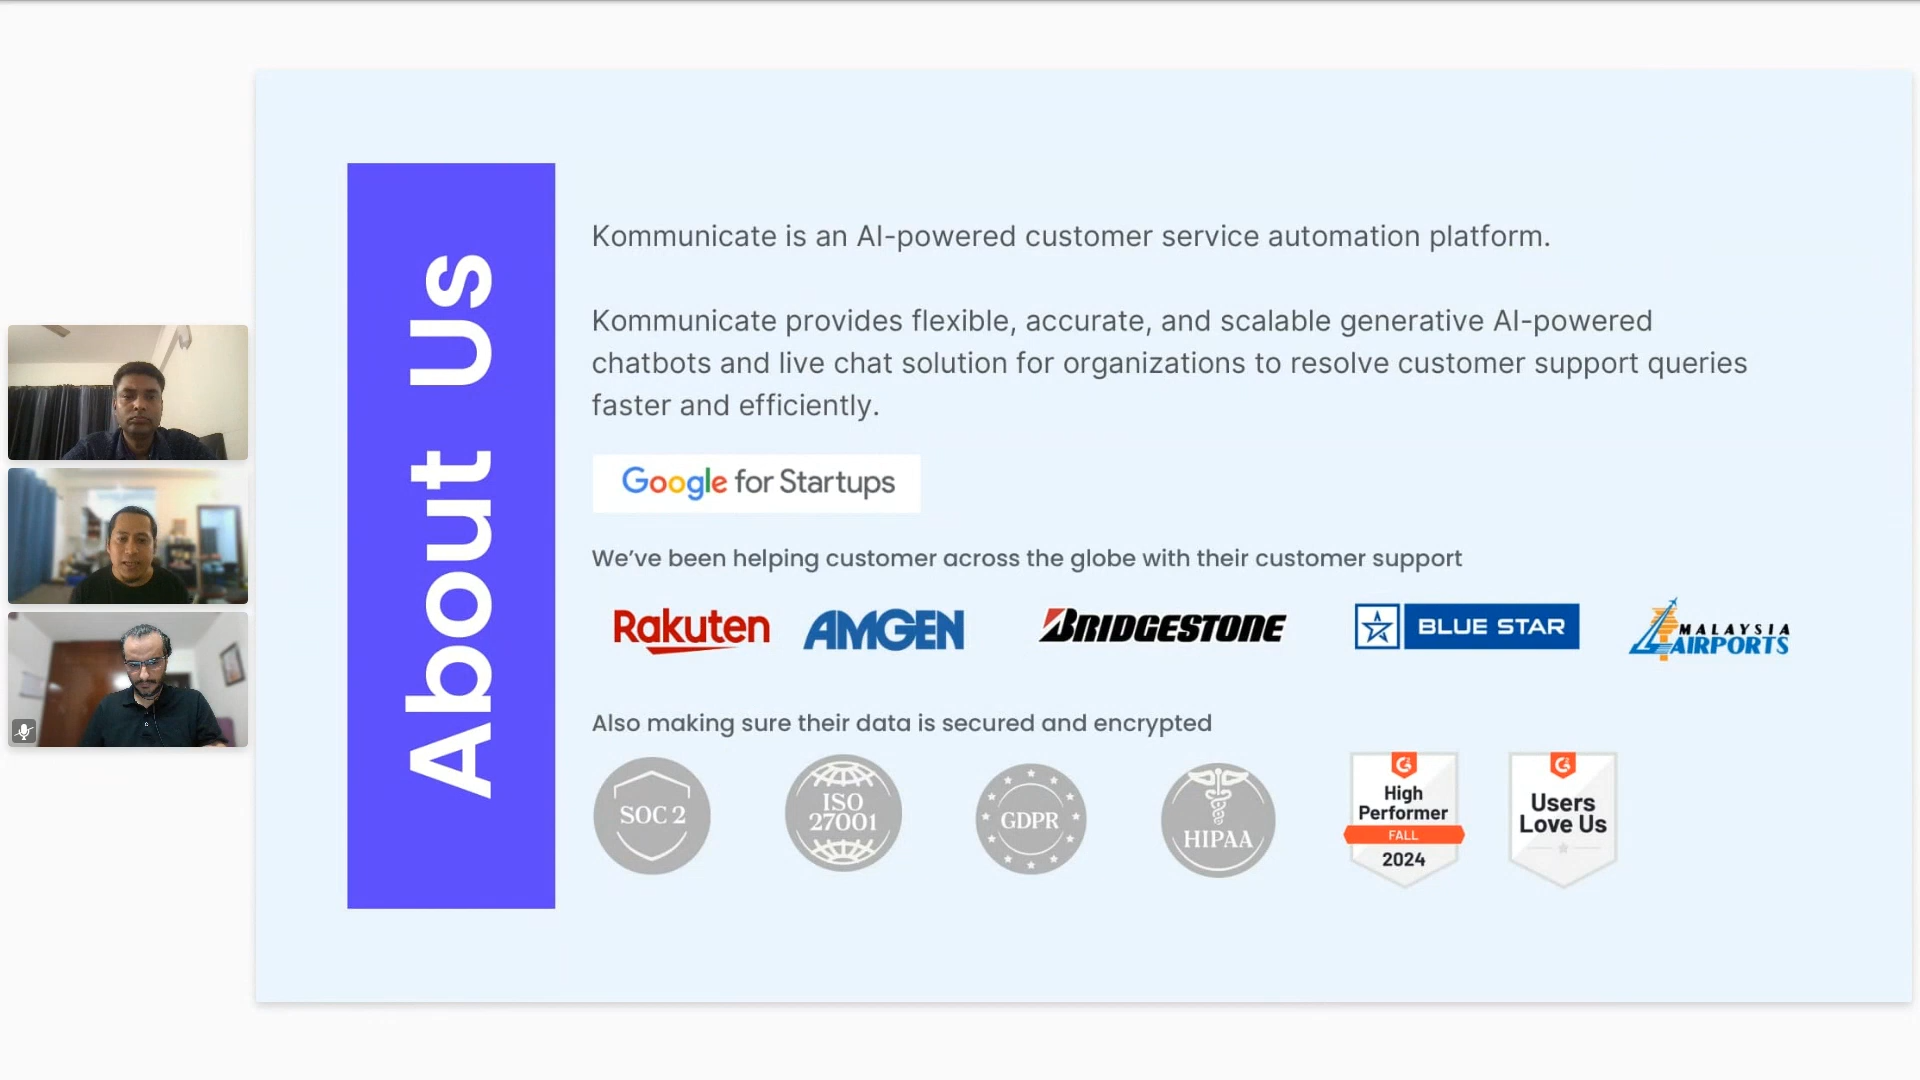 About Us
Kommunicate is an AI-powered customer service automation platform.
Kommunicate provides flexible, accurate, and scalable generative AI-powered
chatbots and live chat solution for organizations to resolve customer support queries
faster and efficiently.
Google for Startups
We’ve been helping customer across the globe with their customer support
Rakuten
AMGEN
BRIDGESTONE
BLUE STAR
MALAYSIA
AIRPORTS
Also making sure their data is secured and encrypted
SOC 2
ISO
27001
GDPR
HIPAA
High
Performer
FALL
2024
Users
Love Us